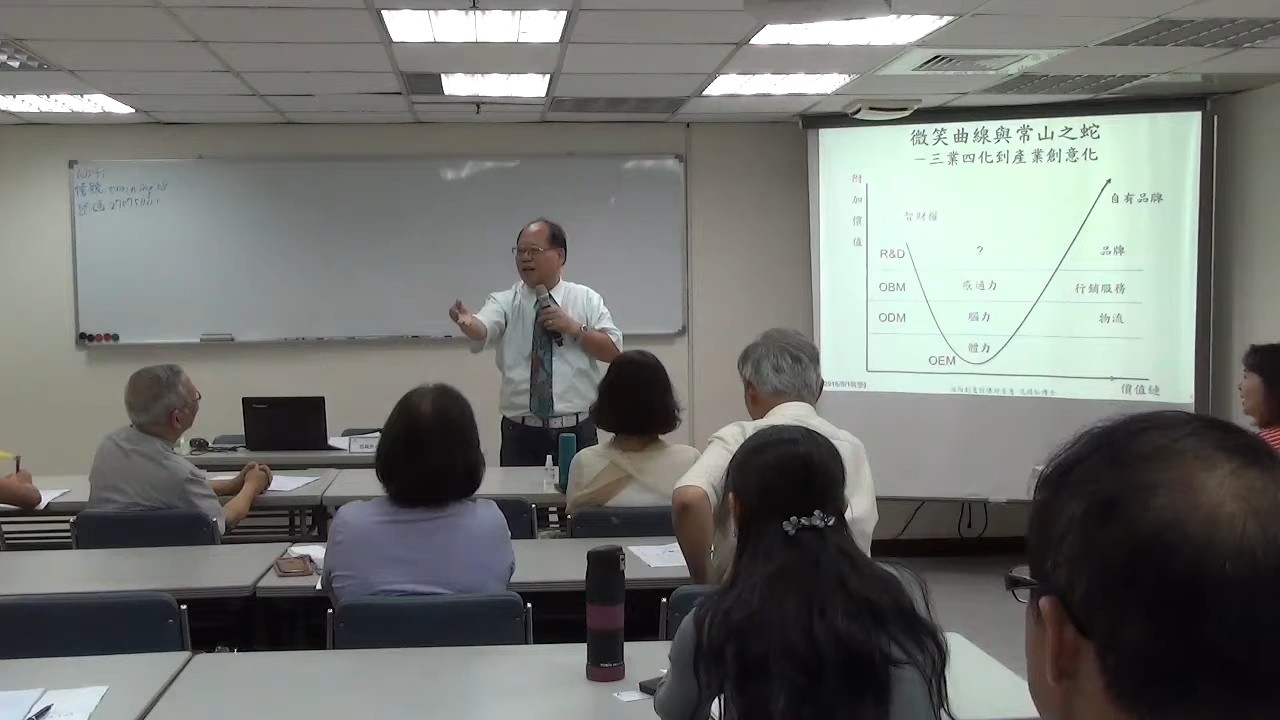 微笑曲線與常山之蛇
－三業四化到產業創意化
附加價值
自有品牌
智財權
R&D ? 品牌
OBM 感通力 行銷服務
ODM 腦力 物流
體力
OEM
價值鏈